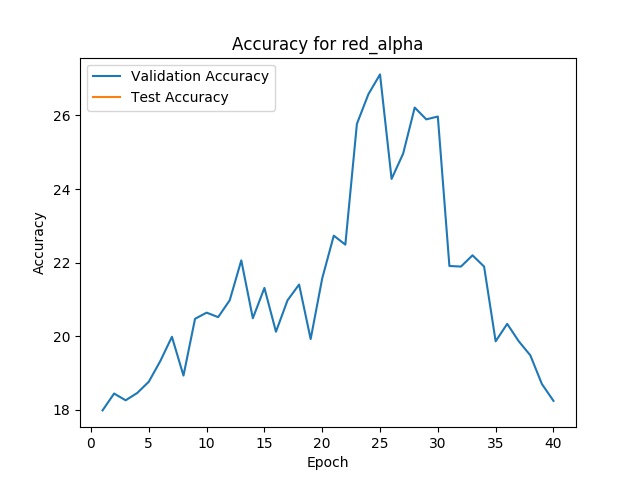 Accuracy for red_alpha
Validation Accuracy
Test Accuracy
26
24
22
20
18
Accuracy
0 5 10 15 20 25 30 35 40
Epoch